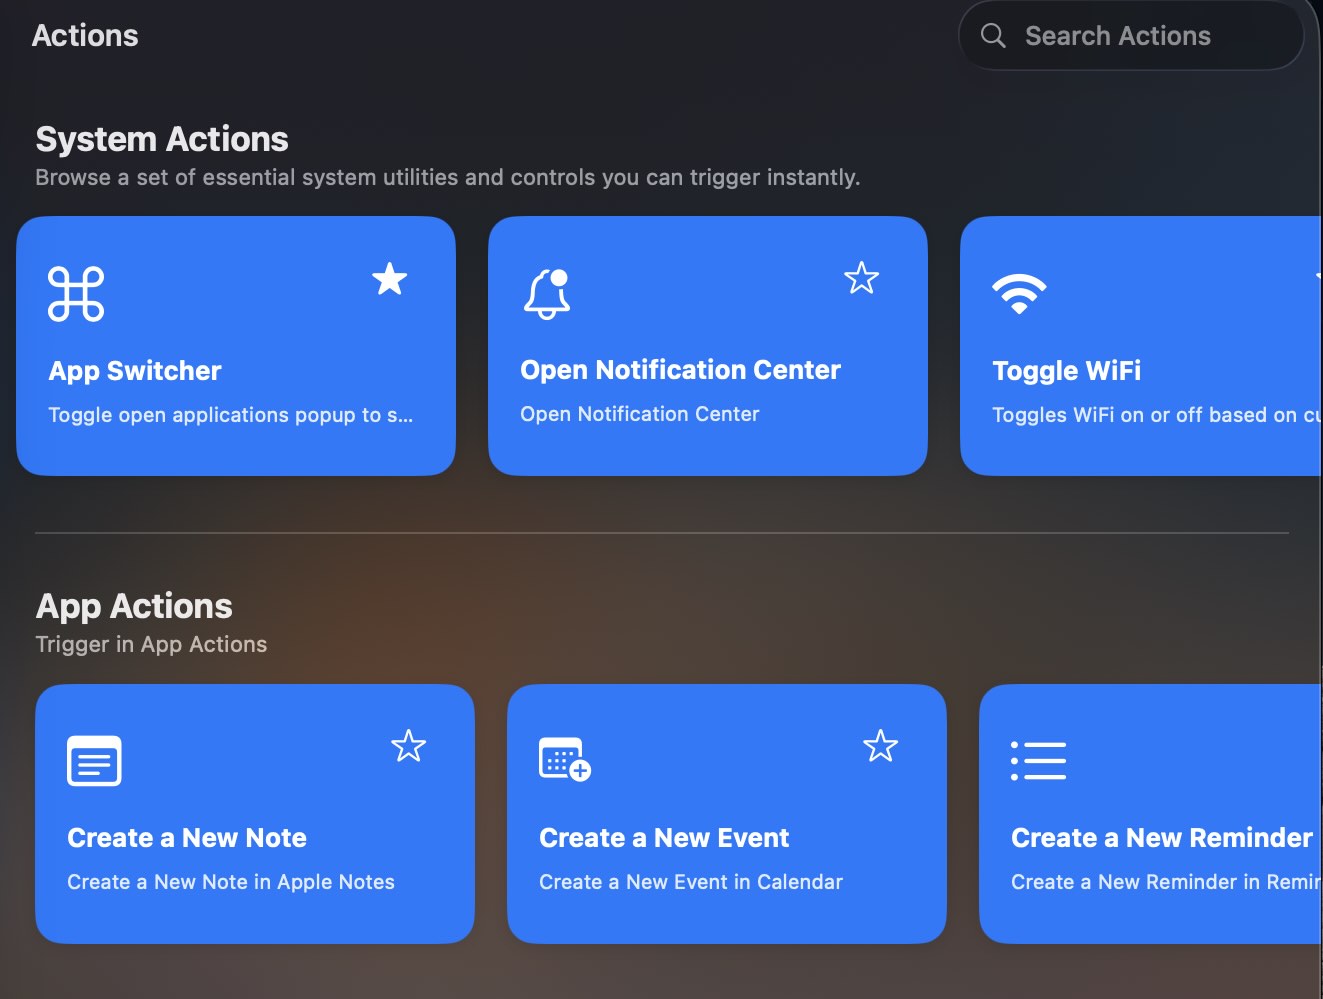 Actions
Search Actions
System Actions
Browse a set of essential system utilities and controls you can trigger instantly.
App Switcher
Toggle open applications popup to s...
Open Notification Center
Open Notification Center
Toggle WiFi
Toggles WiFi on or off based on
App Actions
Trigger in App Actions
Create a New Note
Create a New Note in Apple Notes
Create a New Event
Create a New Event in Calendar
Create a New Reminder
Create a New Reminder in